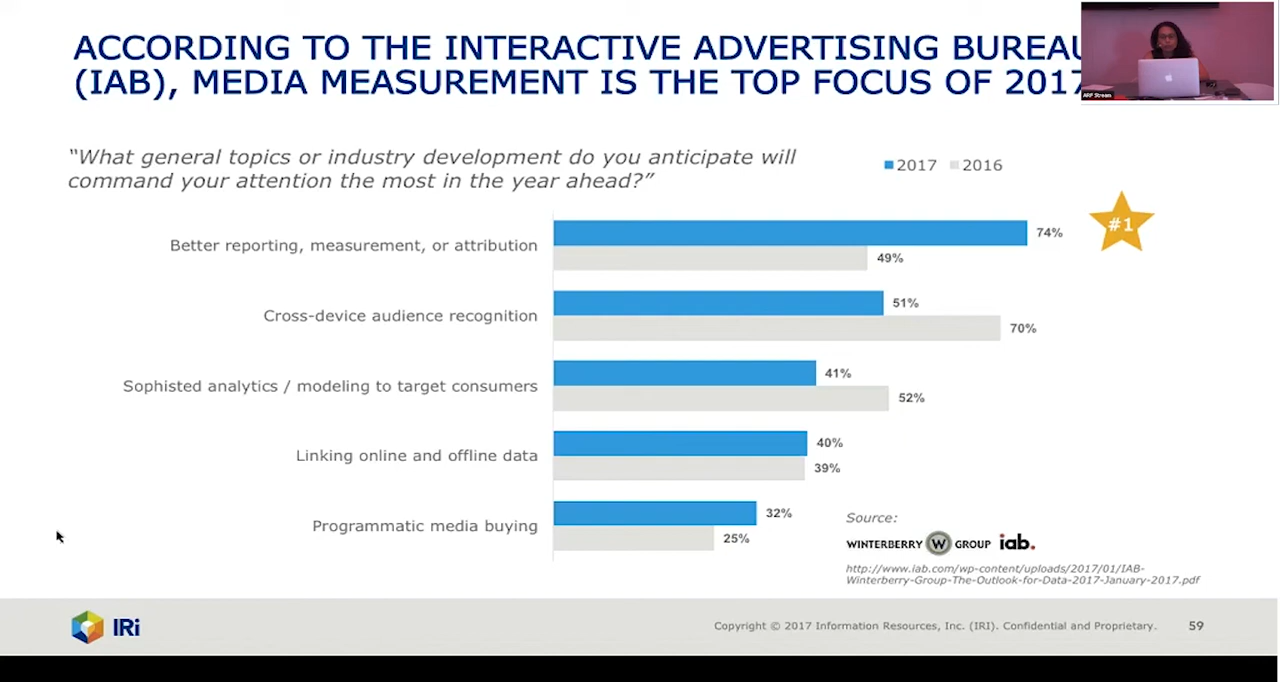 ACCORDING TO THE INTERACTIVE ADVERTISING BUREAU
(IAB), MEDIA MEASUREMENT IS THE TOP FOCUS OF 2017
ARF Stream
"What general topics or industry development do you anticipate will
command your attention the most in the year ahead?"
2017 2016
#1
Better reporting, measurement, or attribution
74%
49%
Cross-device audience recognition
51%
70%
Sophisted analytics / modeling to target consumers
41%
52%
Linking online and offline data
40%
39%
Programmatic media buying
32%
25%
Source:
WINTERBERRY W GROUP iab.
http://www.iab.com/wp-content/uploads/2017/01/IAB-
Winterberry-Group-The-Outlook-for-Data-2017-January-2017.pdf
IRi
Copyright © 2017 Information Resources, Inc. (IRI). Confidential and Proprietary.
59